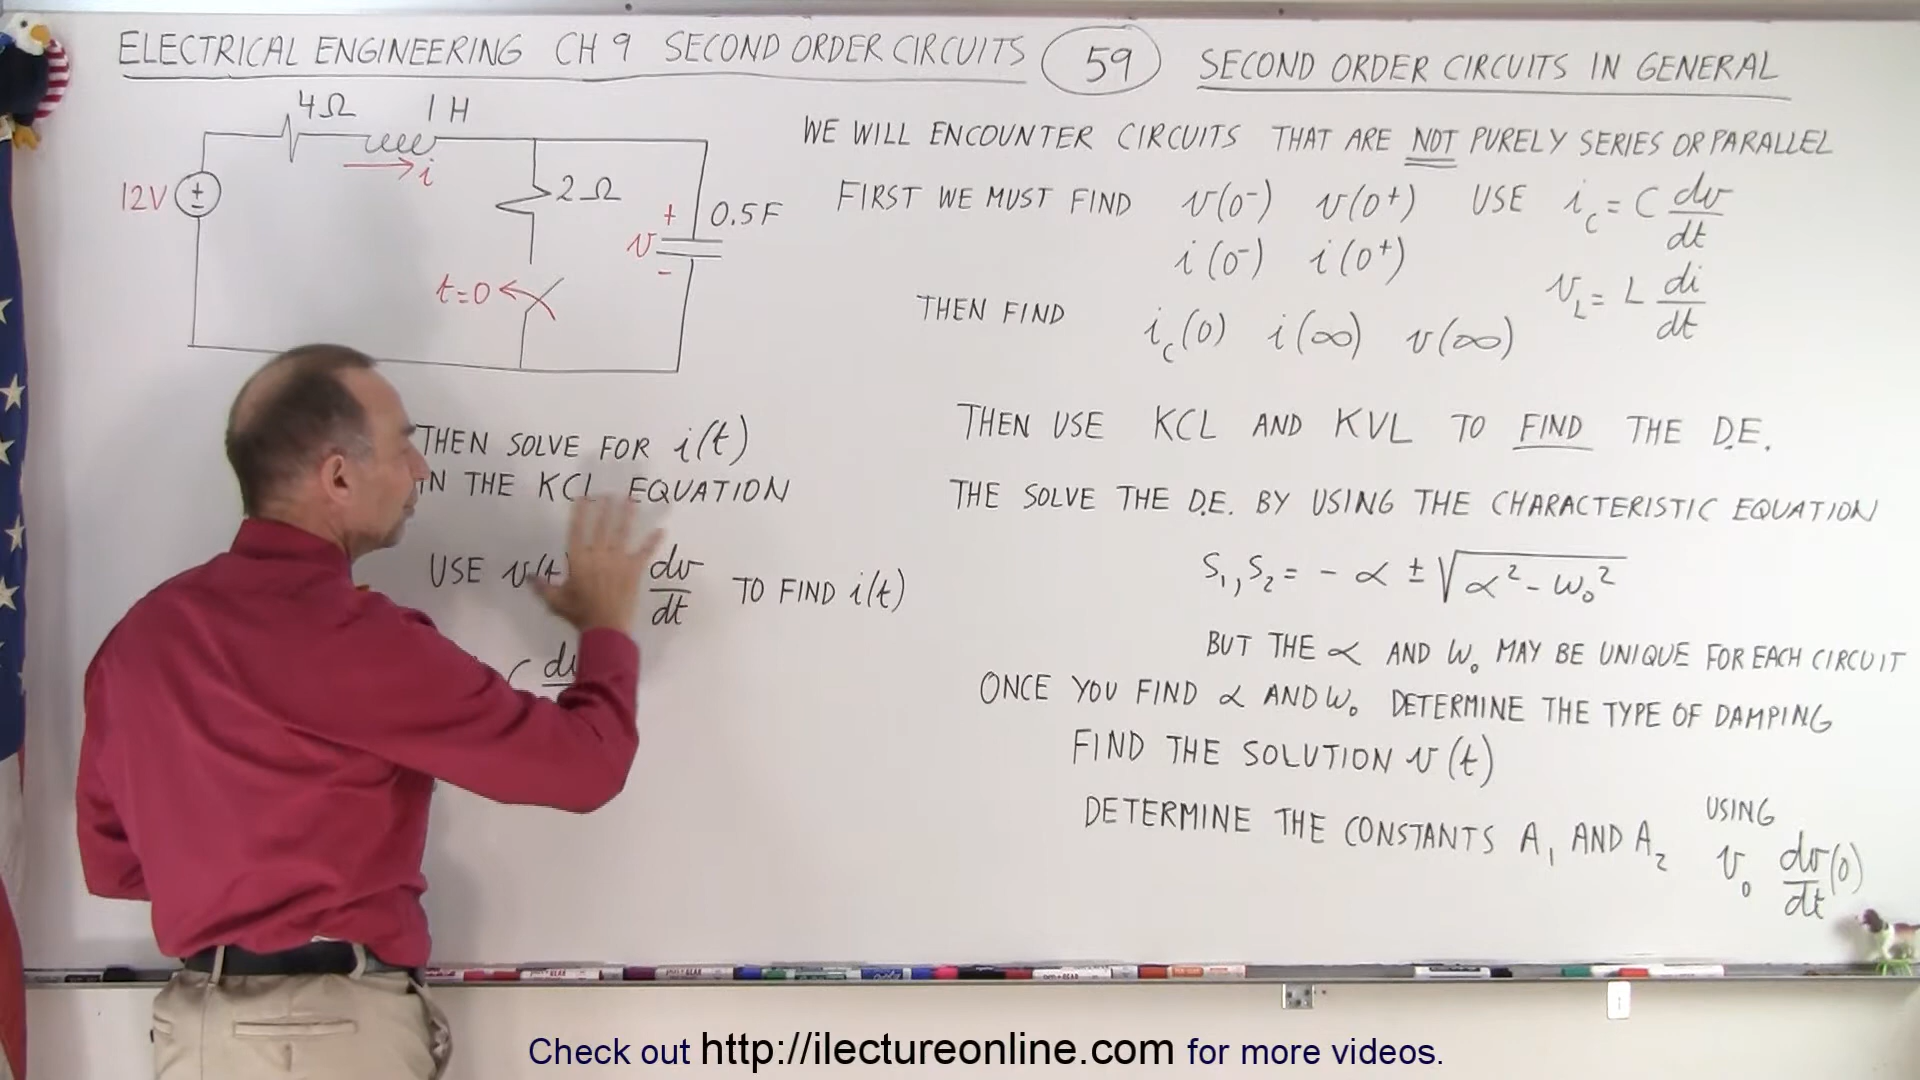 ELECTRICAL ENGINEERING CH 9 SECOND ORDER CIRCUITS 59 SECOND ORDER CIRCUITS IN GENERAL
4Ω 1 H
i
12V
2Ω
+
v
-
0.5F
t=0
WE WILL ENCOUNTER CIRCUITS THAT ARE NOT PURELY SERIES OR PARALLEL
FIRST WE MUST FIND v(0⁻) v(0⁺) USE i_C = C dv/dt
i(0⁻) i(0⁺)
v_L = L di/dt
THEN FIND i_C(0) i(∞) v(∞)
THEN USE KCL AND KVL TO FIND THE D.E.
THE SOLVE THE D.E. BY USING THE CHARACTERISTIC EQUATION
S₁,S₂ = - α ± √(α² - ω₀²)
BUT THE α AND ω₀ MAY BE UNIQUE FOR EACH CIRCUIT
ONCE YOU FIND α AND ω₀ DETERMINE THE TYPE OF DAMPING
FIND THE SOLUTION v(t)
DETERMINE THE CONSTANTS A₁ AND A₂ USING v₀ dv/dt(0)
THEN SOLVE FOR i(t)
IN THE KCL EQUATION
USE v(t) dv/dt TO FIND i(t)
C
Check out http://ilectureonline.com for more videos.